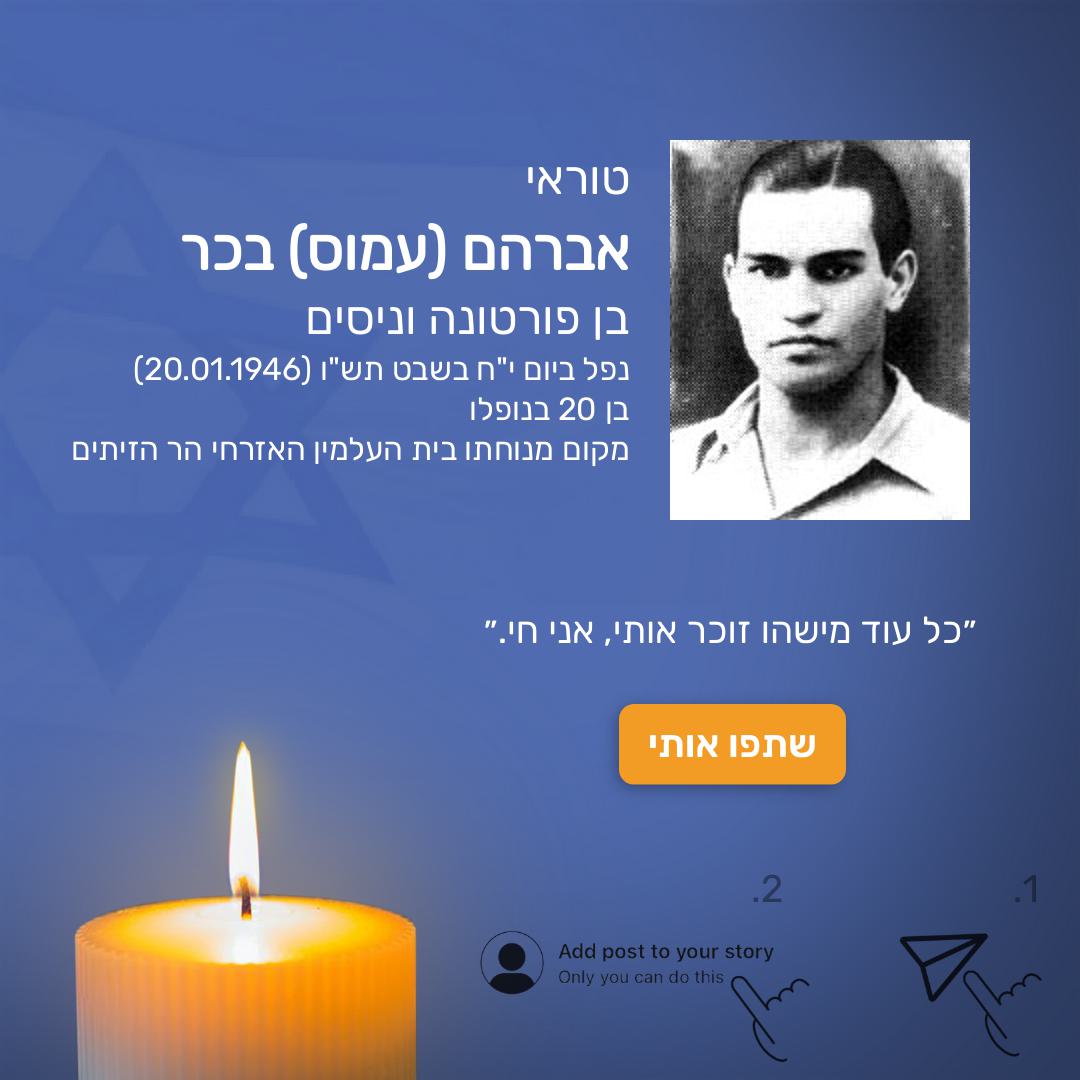 טוראי
אברהם (עמוס) בכר
בן פורטונה וניסים
נפל ביום י"ח בשבט תש"ו (20.01.1946)
בן 20 בנופלו
מקום מנוחתו בית העלמין האזרחי הר הזיתים
״כל עוד מישהו זוכר אותי, אני חי.״
שתפו אותי
.1
.2
Add post to your story
Only you can do this